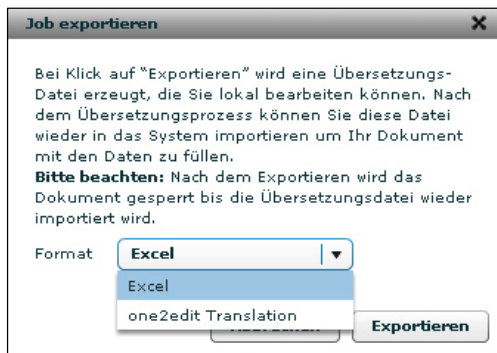 Job exportieren
Bei Klick auf "Exportieren" wird eine Übersetzungs-
Datei erzeugt, die Sie lokal bearbeiten können. Nach
dem Übersetzungsprozess können Sie diese Datei
wieder in das System importieren um Ihr Dokument
mit den Daten zu füllen.
Bitte beachten: Nach dem Exportieren wird das
Dokument gesperrt bis die Übersetzungsdatei wieder
importiert wird.
Format Excel
Excel
one2edit Translation
Exportieren